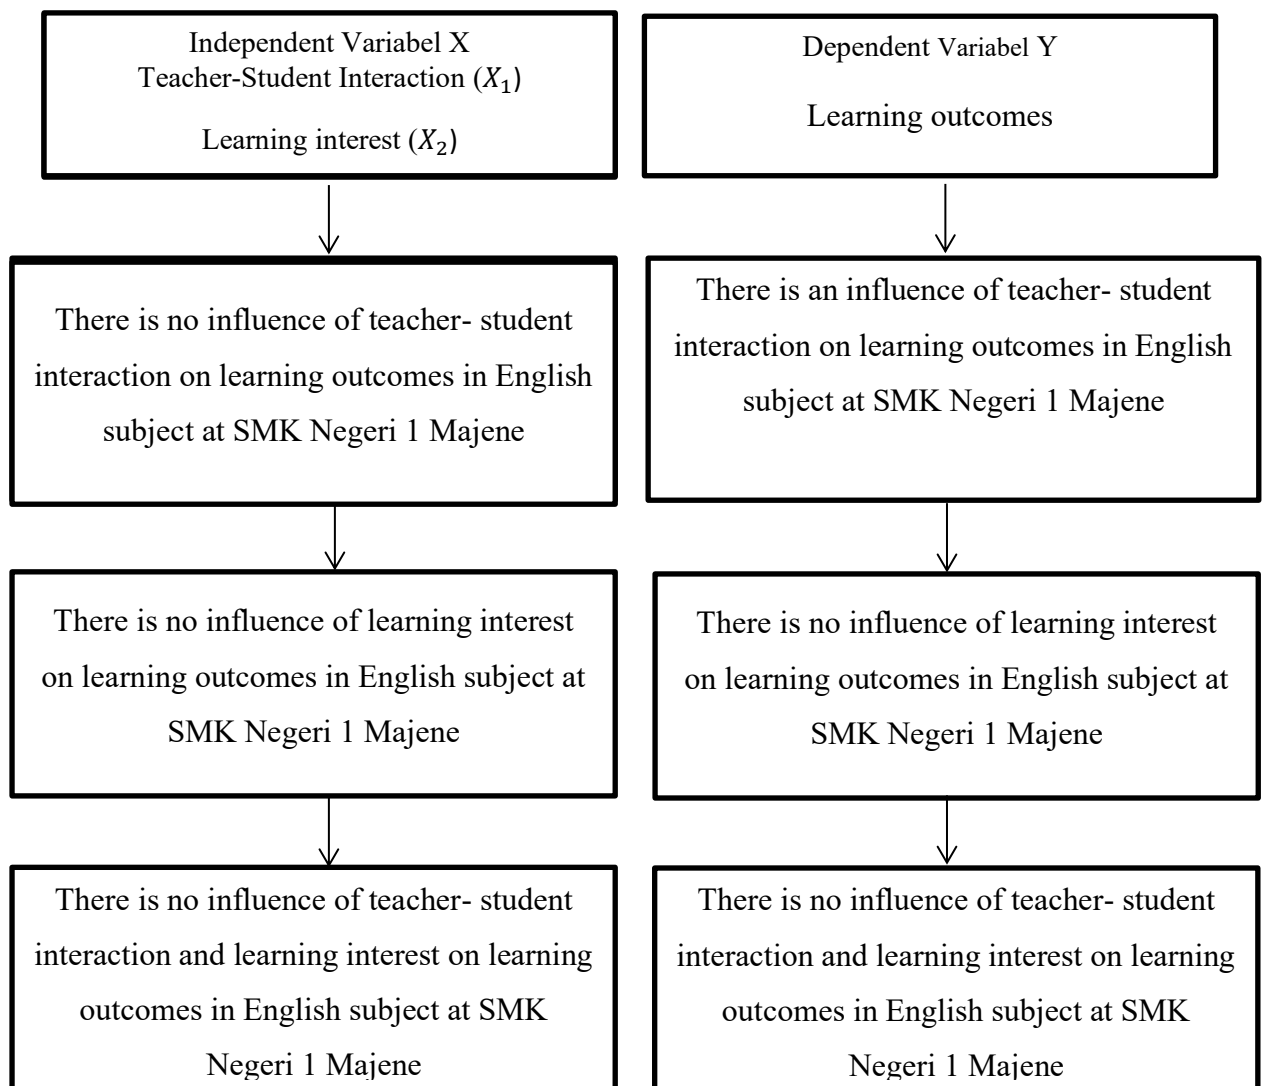 Independent Variabel X
Teacher-Student Interaction (𝑋₁)
Learning interest (𝑋₂)
Dependent Variabel Y
Learning outcomes
There is no influence of teacher- student
interaction on learning outcomes in English
subject at SMK Negeri 1 Majene
There is an influence of teacher- student
interaction on learning outcomes in English
subject at SMK Negeri 1 Majene
There is no influence of learning interest
on learning outcomes in English subject at
SMK Negeri 1 Majene
There is no influence of learning interest
on learning outcomes in English subject at
SMK Negeri 1 Majene
There is no influence of teacher- student
interaction and learning interest on learning
outcomes in English subject at SMK
Negeri 1 Majene
There is no influence of teacher- student
interaction and learning interest on learning
outcomes in English subject at SMK
Negeri 1 Majene